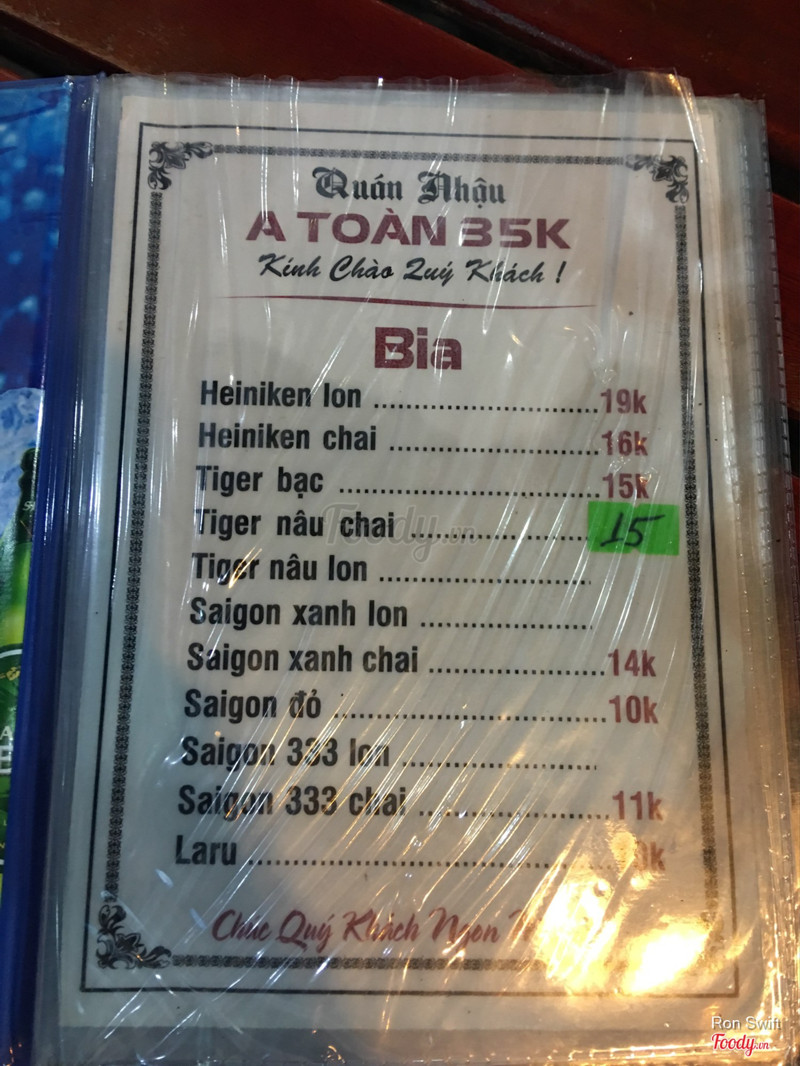 Quán Nhậu
A TOÀN 35K
Kính Chào Quý Khách !
Bia
Heiniken lon ........................... 19k
Heiniken chai ........................... 16k
Tiger bạc ........................... 15k
Tiger nâu chai ........................... 15
Tiger nâu lon ...........................
Saigon xanh lon ...........................
Saigon xanh chai ........................... 14k
Saigon đỏ ........................... 10k
Saigon 333 lon ...........................
Saigon 333 chai ........................... 11k
Laru ...........................
Chúc Quý Khách Ngon
Foody.vn
Ron Swift
Foody.vn